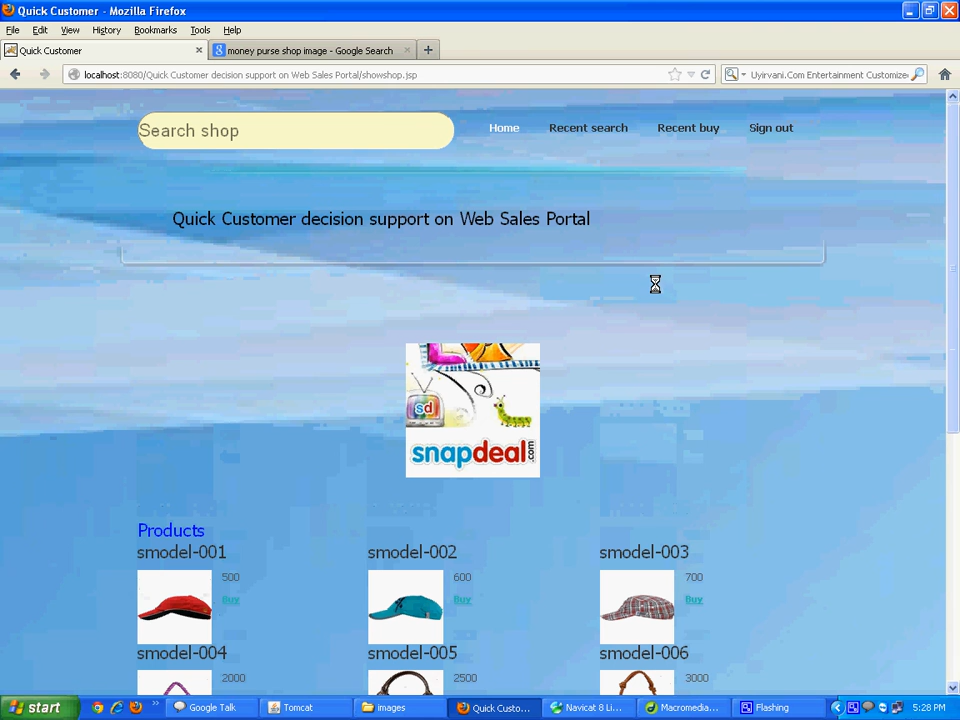 Quick Customer - Mozilla Firefox
File Edit View History Bookmarks Tools Help
Quick Customer
money purse shop image - Google Search
localhost:8080/Quick Customer decision support on Web Sales Portal/showshop.jsp
Uyirvani.Com Entertainment Customize
Search shop
Home Recent search Recent buy Sign out
Quick Customer decision support on Web Sales Portal
sd
snapdeal.com
Products
smodel-001 smodel-002 smodel-003
500 600 700
Buy Buy Buy
smodel-004 smodel-005 smodel-006
2000 2500 3000
start Google Talk Tomcat images Quick Custo... Navicat 8 Li... Macromedia... Flashing 5:28 PM